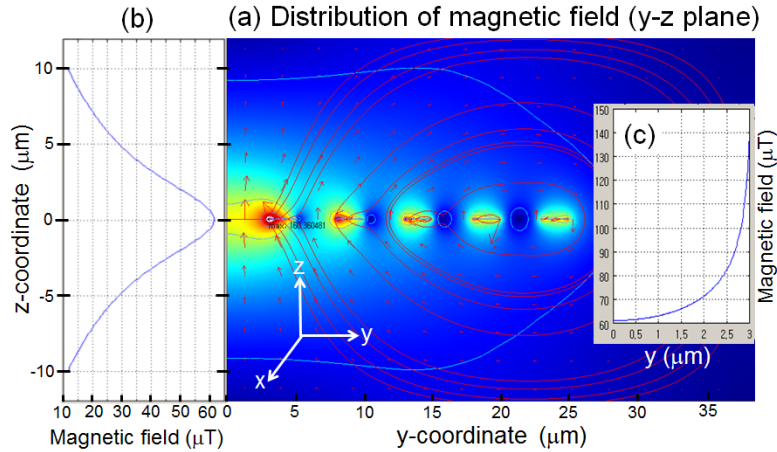 (b) (a) Distribution of magnetic field (y-z plane)
z-coordinate (μm)
10
5
0
-5
-10
10 20 30 40 50 60
Magnetic field (μT)
z
y
x
0 5 10 15 20 25 30 35
y-coordinate (μm)
(c)
150
140
130
120
110
100
90
80
70
60
0 0,5 1 1,5 2 2,5 3
y (μm)
Magnetic field (μT)